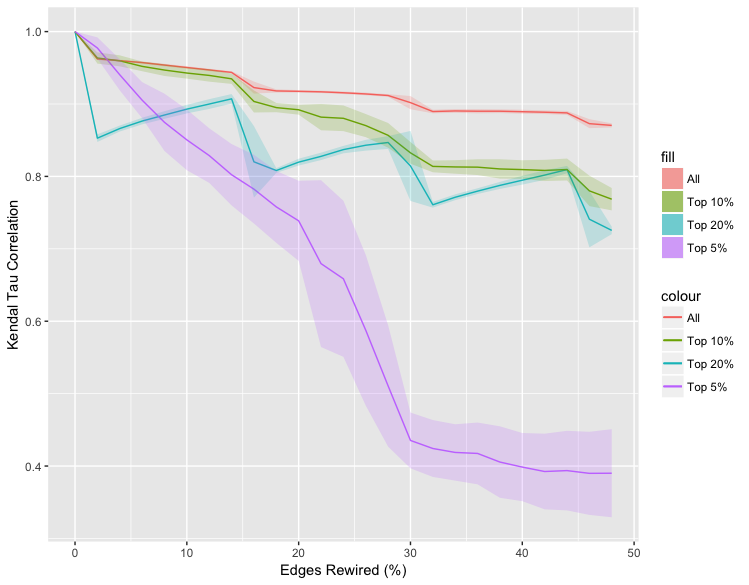 1.0
0.8
0.6
0.4
Kendal Tau Correlation
0
10
20
30
40
50
Edges Rewired (%)
fill
All
Top 10%
Top 20%
Top 5%
colour
All
Top 10%
Top 20%
Top 5%